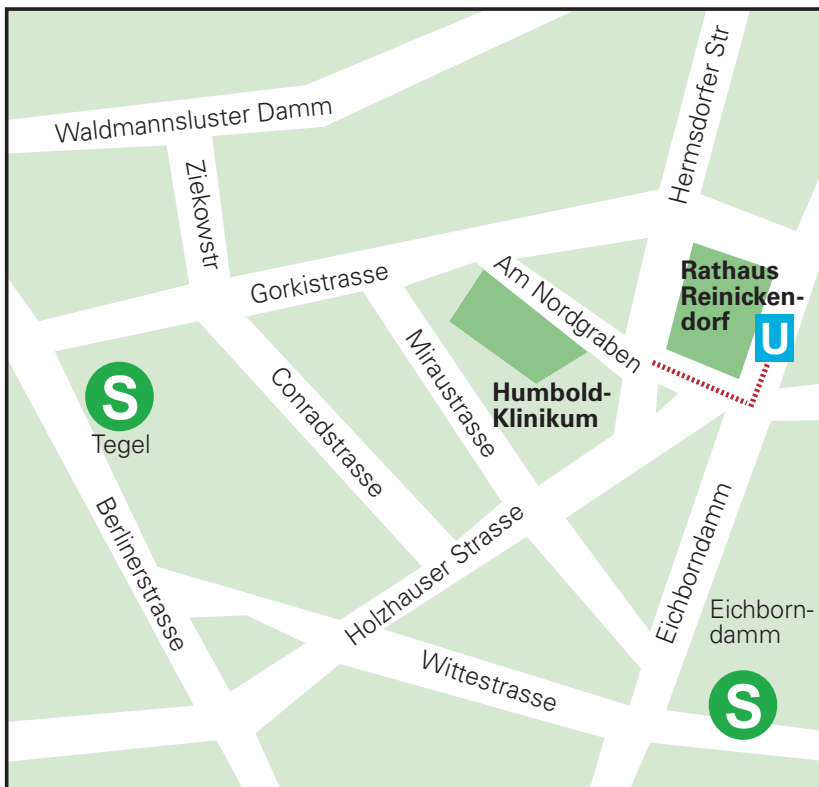 Waldmannsluster Damm
Ziekowstr
Hermsdorfer Str
Gorkistrasse
Am Nordgraben
Rathaus
Reinicken-
dorf
U
Miraustrasse
Humbold-
Klinikum
Conradstrasse
S
Tegel
Berlinerstrasse
Holzhauser Strasse
Eichborndamm
Wittestrasse
Eichborn-
damm
S